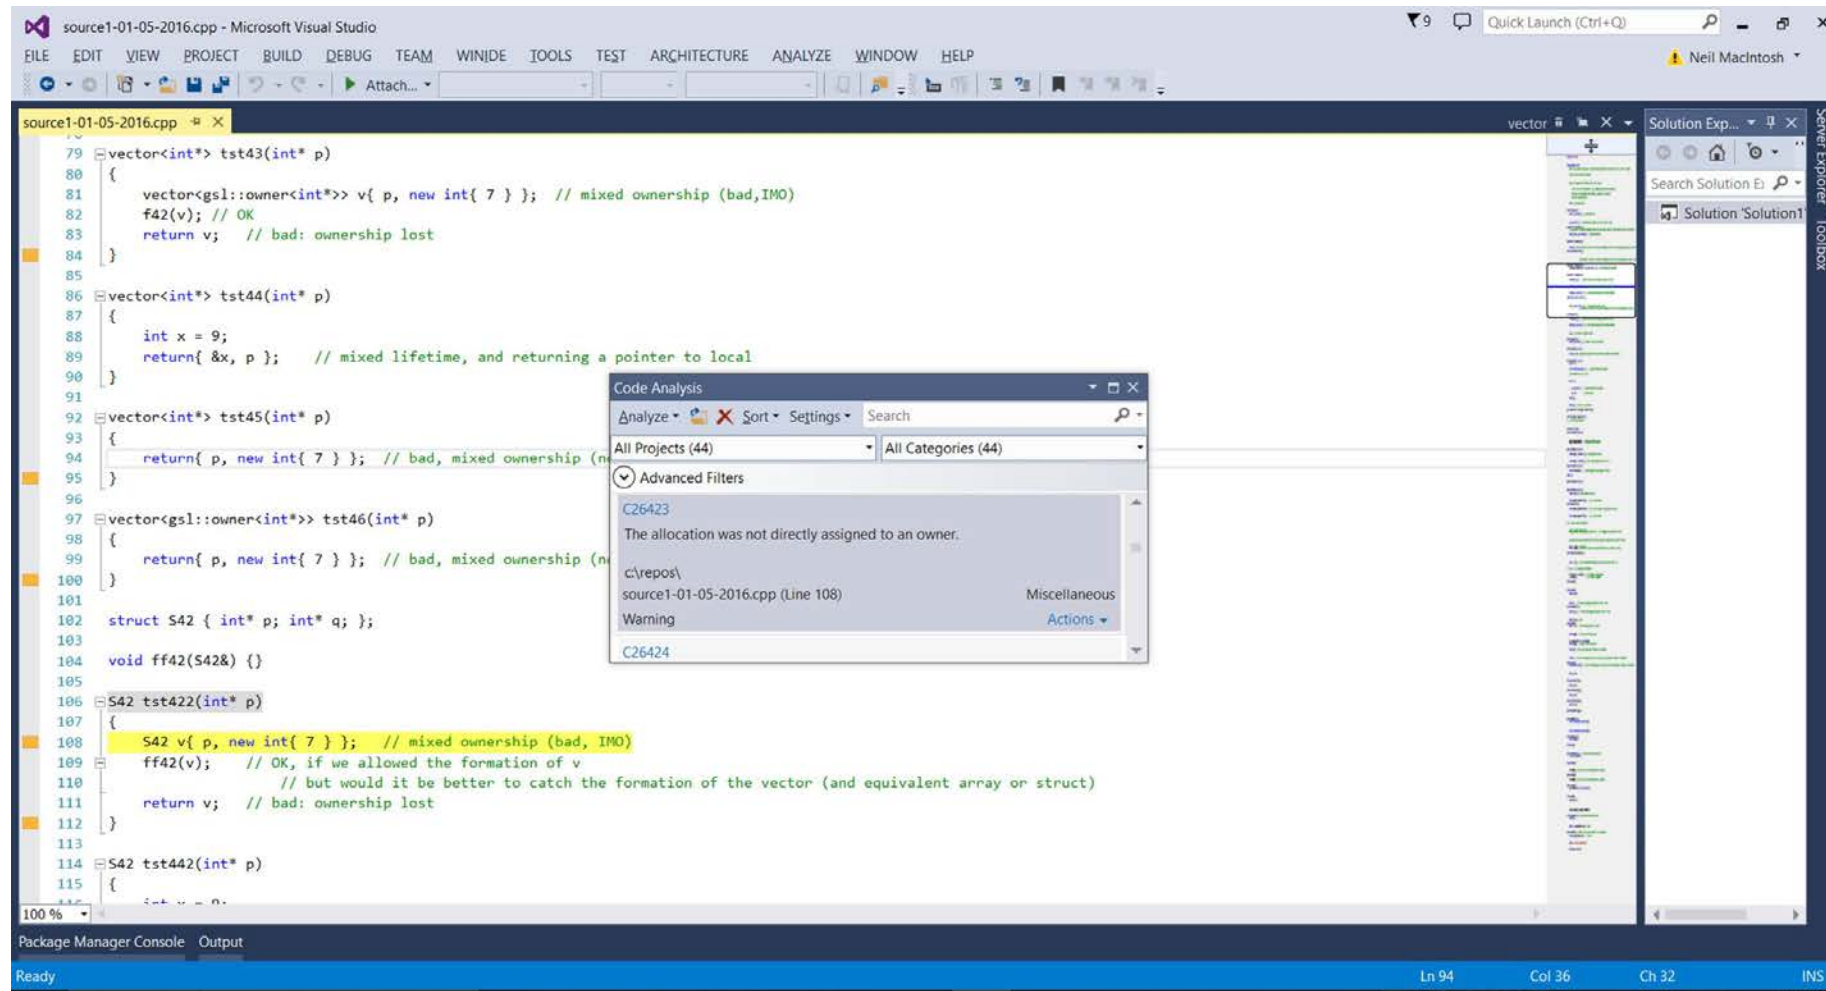 source1-01-05-2016.cpp - Microsoft Visual Studio
9
Quick Launch (Ctrl+Q)
FILE EDIT VIEW PROJECT BUILD DEBUG TEAM WINIDE TOOLS TEST ARCHITECTURE ANALYZE WINDOW HELP
Neil MacIntosh
Attach...
source1-01-05-2016.cpp
vector
Solution Exp...
Server Explorer
Toolbox
Search Solution
Solution 'Solution1'
79 vector<int*> tst43(int* p)
80 {
81 vector<gsl::owner<int*>> v{ p, new int{ 7 } }; // mixed ownership (bad,IMO)
82 f42(v); // OK
83 return v; // bad: ownership lost
84 }
85
86 vector<int*> tst44(int* p)
87 {
88 int x = 9;
89 return{ &x, p }; // mixed lifetime, and returning a pointer to local
90 }
91
92 vector<int*> tst45(int* p)
93 {
94 return{ p, new int{ 7 } }; // bad, mixed ownership
95 }
96
97 vector<gsl::owner<int*>> tst46(int* p)
98 {
99 return{ p, new int{ 7 } }; // bad, mixed ownership
100 }
101
102 struct S42 { int* p; int* q; };
103
104 void ff42(S42&) {}
105
106 S42 tst422(int* p)
107 {
108 S42 v{ p, new int{ 7 } }; // mixed ownership (bad, IMO)
109 ff42(v); // OK, if we allowed the formation of v
110 // but would it be better to catch the formation of the vector (and equivalent array or struct)
111 return v; // bad: ownership lost
112 }
113
114 S42 tst442(int* p)
115 {
Code Analysis
Analyze Sort Settings Search
All Projects (44) All Categories (44)
Advanced Filters
C26423
The allocation was not directly assigned to an owner.
c:\repos\
source1-01-05-2016.cpp (Line 108) Miscellaneous
Warning Actions
C26424
100 %
Package Manager Console Output
Ready Ln 94 Col 36 Ch 32 INS